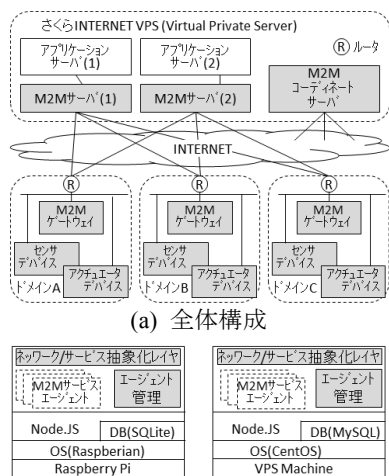 さくらINTERNET VPS (Virtual Private Server)
アプリケーション
サーバ(1)
アプリケーション
サーバ(2)
R ルータ
M2Mサーバ(1)
M2Mサーバ(2)
M2M
コーディネート
サーバ
INTERNET
R
R
R
M2M
ゲートウェイ
センサ
デバイス
アクチュエータ
デバイス
ドメインA
M2M
ゲートウェイ
センサ
デバイス
アクチュエータ
デバイス
ドメインB
M2M
ゲートウェイ
センサ
デバイス
アクチュエータ
デバイス
ドメインC
(a) 全体構成
ネットワーク/サービス抽象化レイヤ
M2Mサービス
エージェント
エージェント
管理
Node.JS
DB(SQLite)
OS(Raspberian)
Raspberry Pi
ネットワーク/サービス抽象化レイヤ
M2Mサービス
エージェント
エージェント
管理
Node.JS
DB(MySQL)
OS(CentOS)
VPS Machine